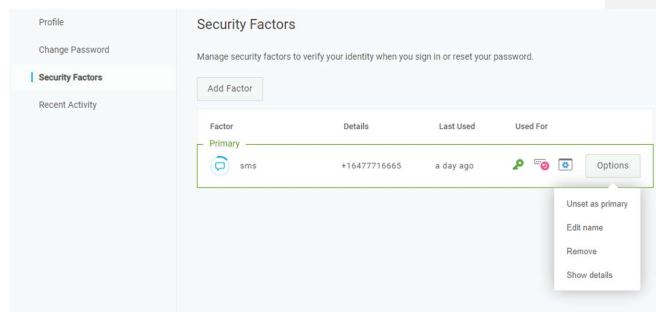 Profile
Change Password
Security Factors
Recent Activity
Security Factors
Manage security factors to verify your identity when you sign in or reset your password.
Add Factor
Factor Details Last Used Used For
Primary
sms +16477716665 a day ago Options
Unset as primary
Edit name
Remove
Show details